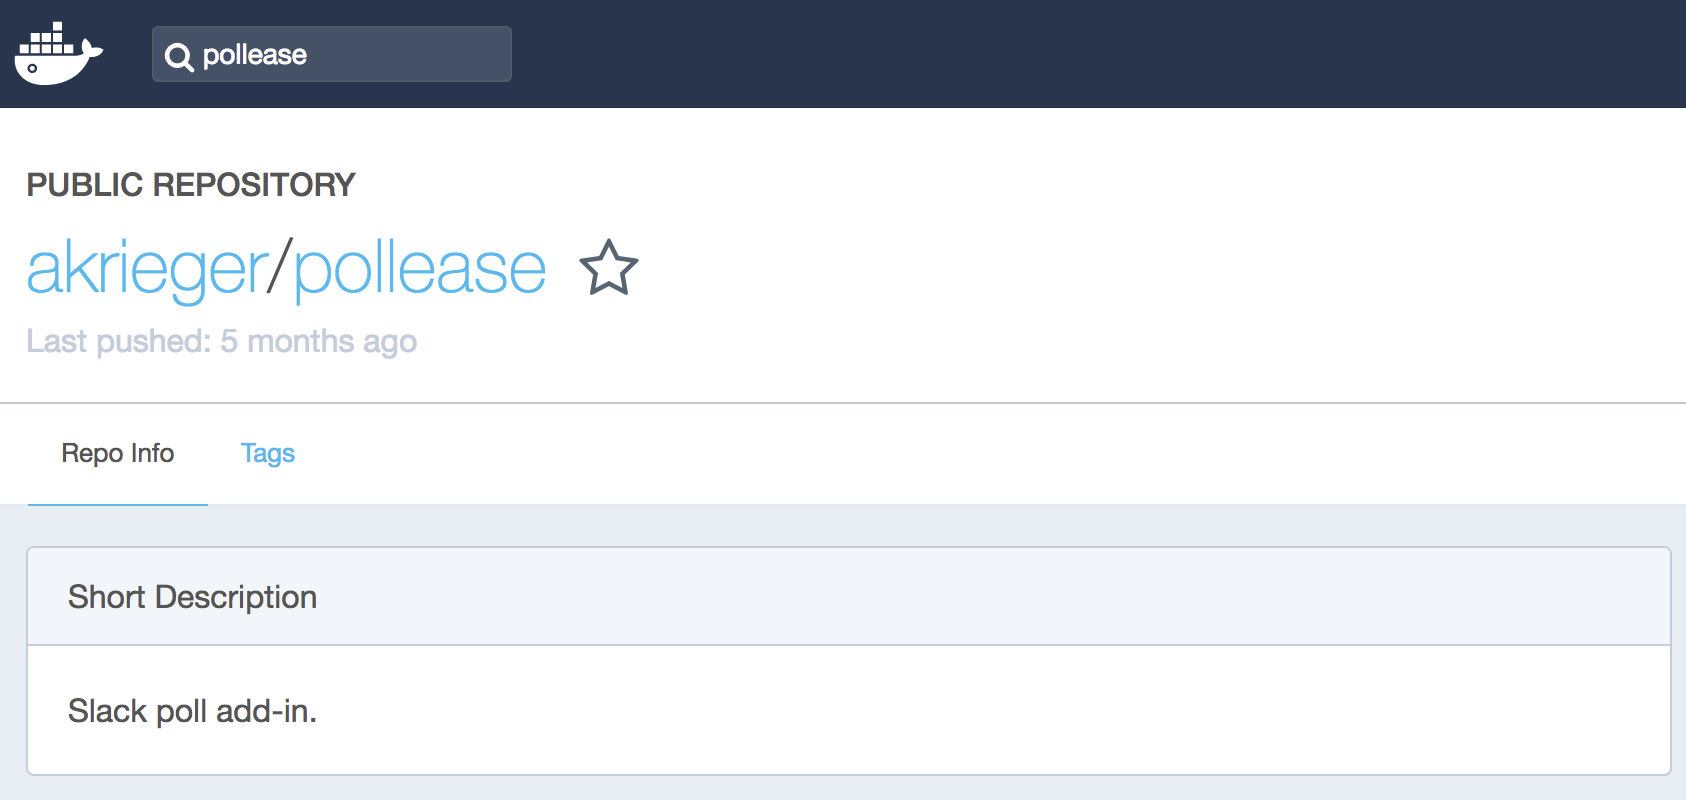 pollease
PUBLIC REPOSITORY
akrieger/pollease
Last pushed: 5 months ago
Repo Info
Tags
Short Description
Slack poll add-in.